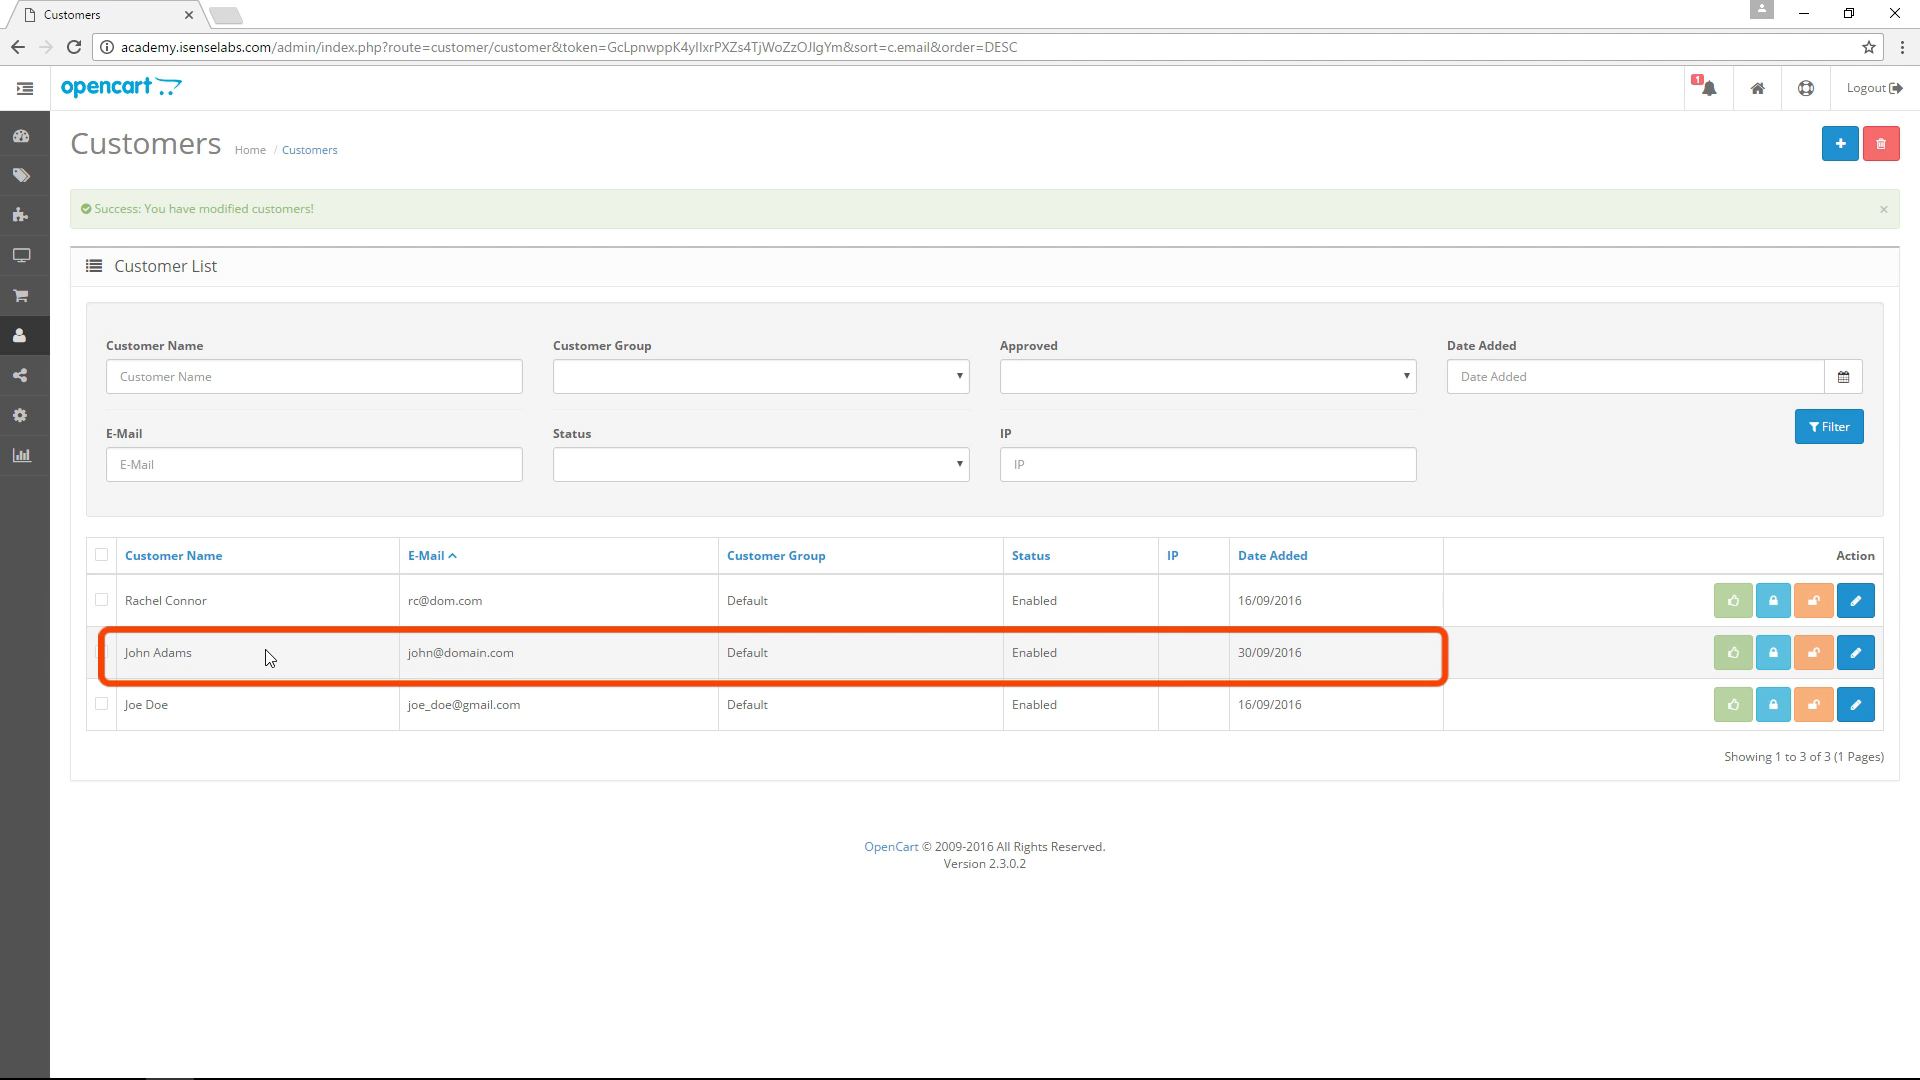 Customers
academy.isenselabs.com/admin/index.php?route=customer/customer&token=GcLpnwppK4yIlxrPXZs4TjWoZzOJIgYm&sort=c.email&order=DESC
opencart
1
Logout
Customers Home / Customers
Success: You have modified customers!
×
Customer List
Customer Name Customer Group Approved Date Added
Customer Name Date Added
E-Mail Status IP
Filter
E-Mail IP
Customer Name E-Mail Customer Group Status IP Date Added Action
Rachel Connor rc@dom.com Default Enabled 16/09/2016
John Adams john@domain.com Default Enabled 30/09/2016
Joe Doe joe_doe@gmail.com Default Enabled 16/09/2016
Showing 1 to 3 of 3 (1 Pages)
OpenCart © 2009-2016 All Rights Reserved.
Version 2.3.0.2